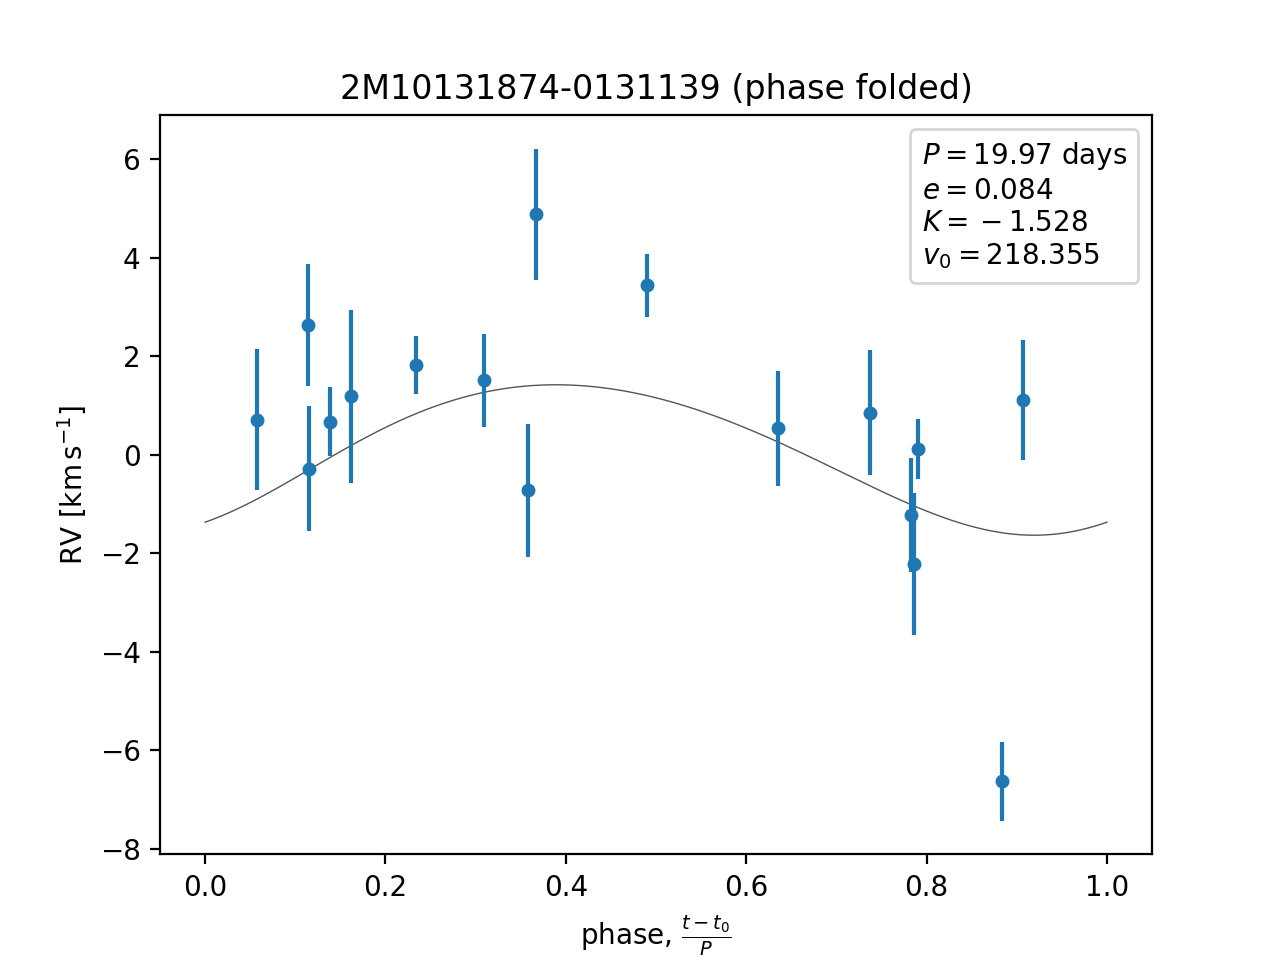 2M10131874-0131139 (phase folded)
P = 19.97 days
e = 0.084
K = −1.528
v₀ = 218.355
6
4
2
0
−2
−4
−6
−8
RV [km s⁻¹]
0.0 0.2 0.4 0.6 0.8 1.0
phase, (t − t₀)/P